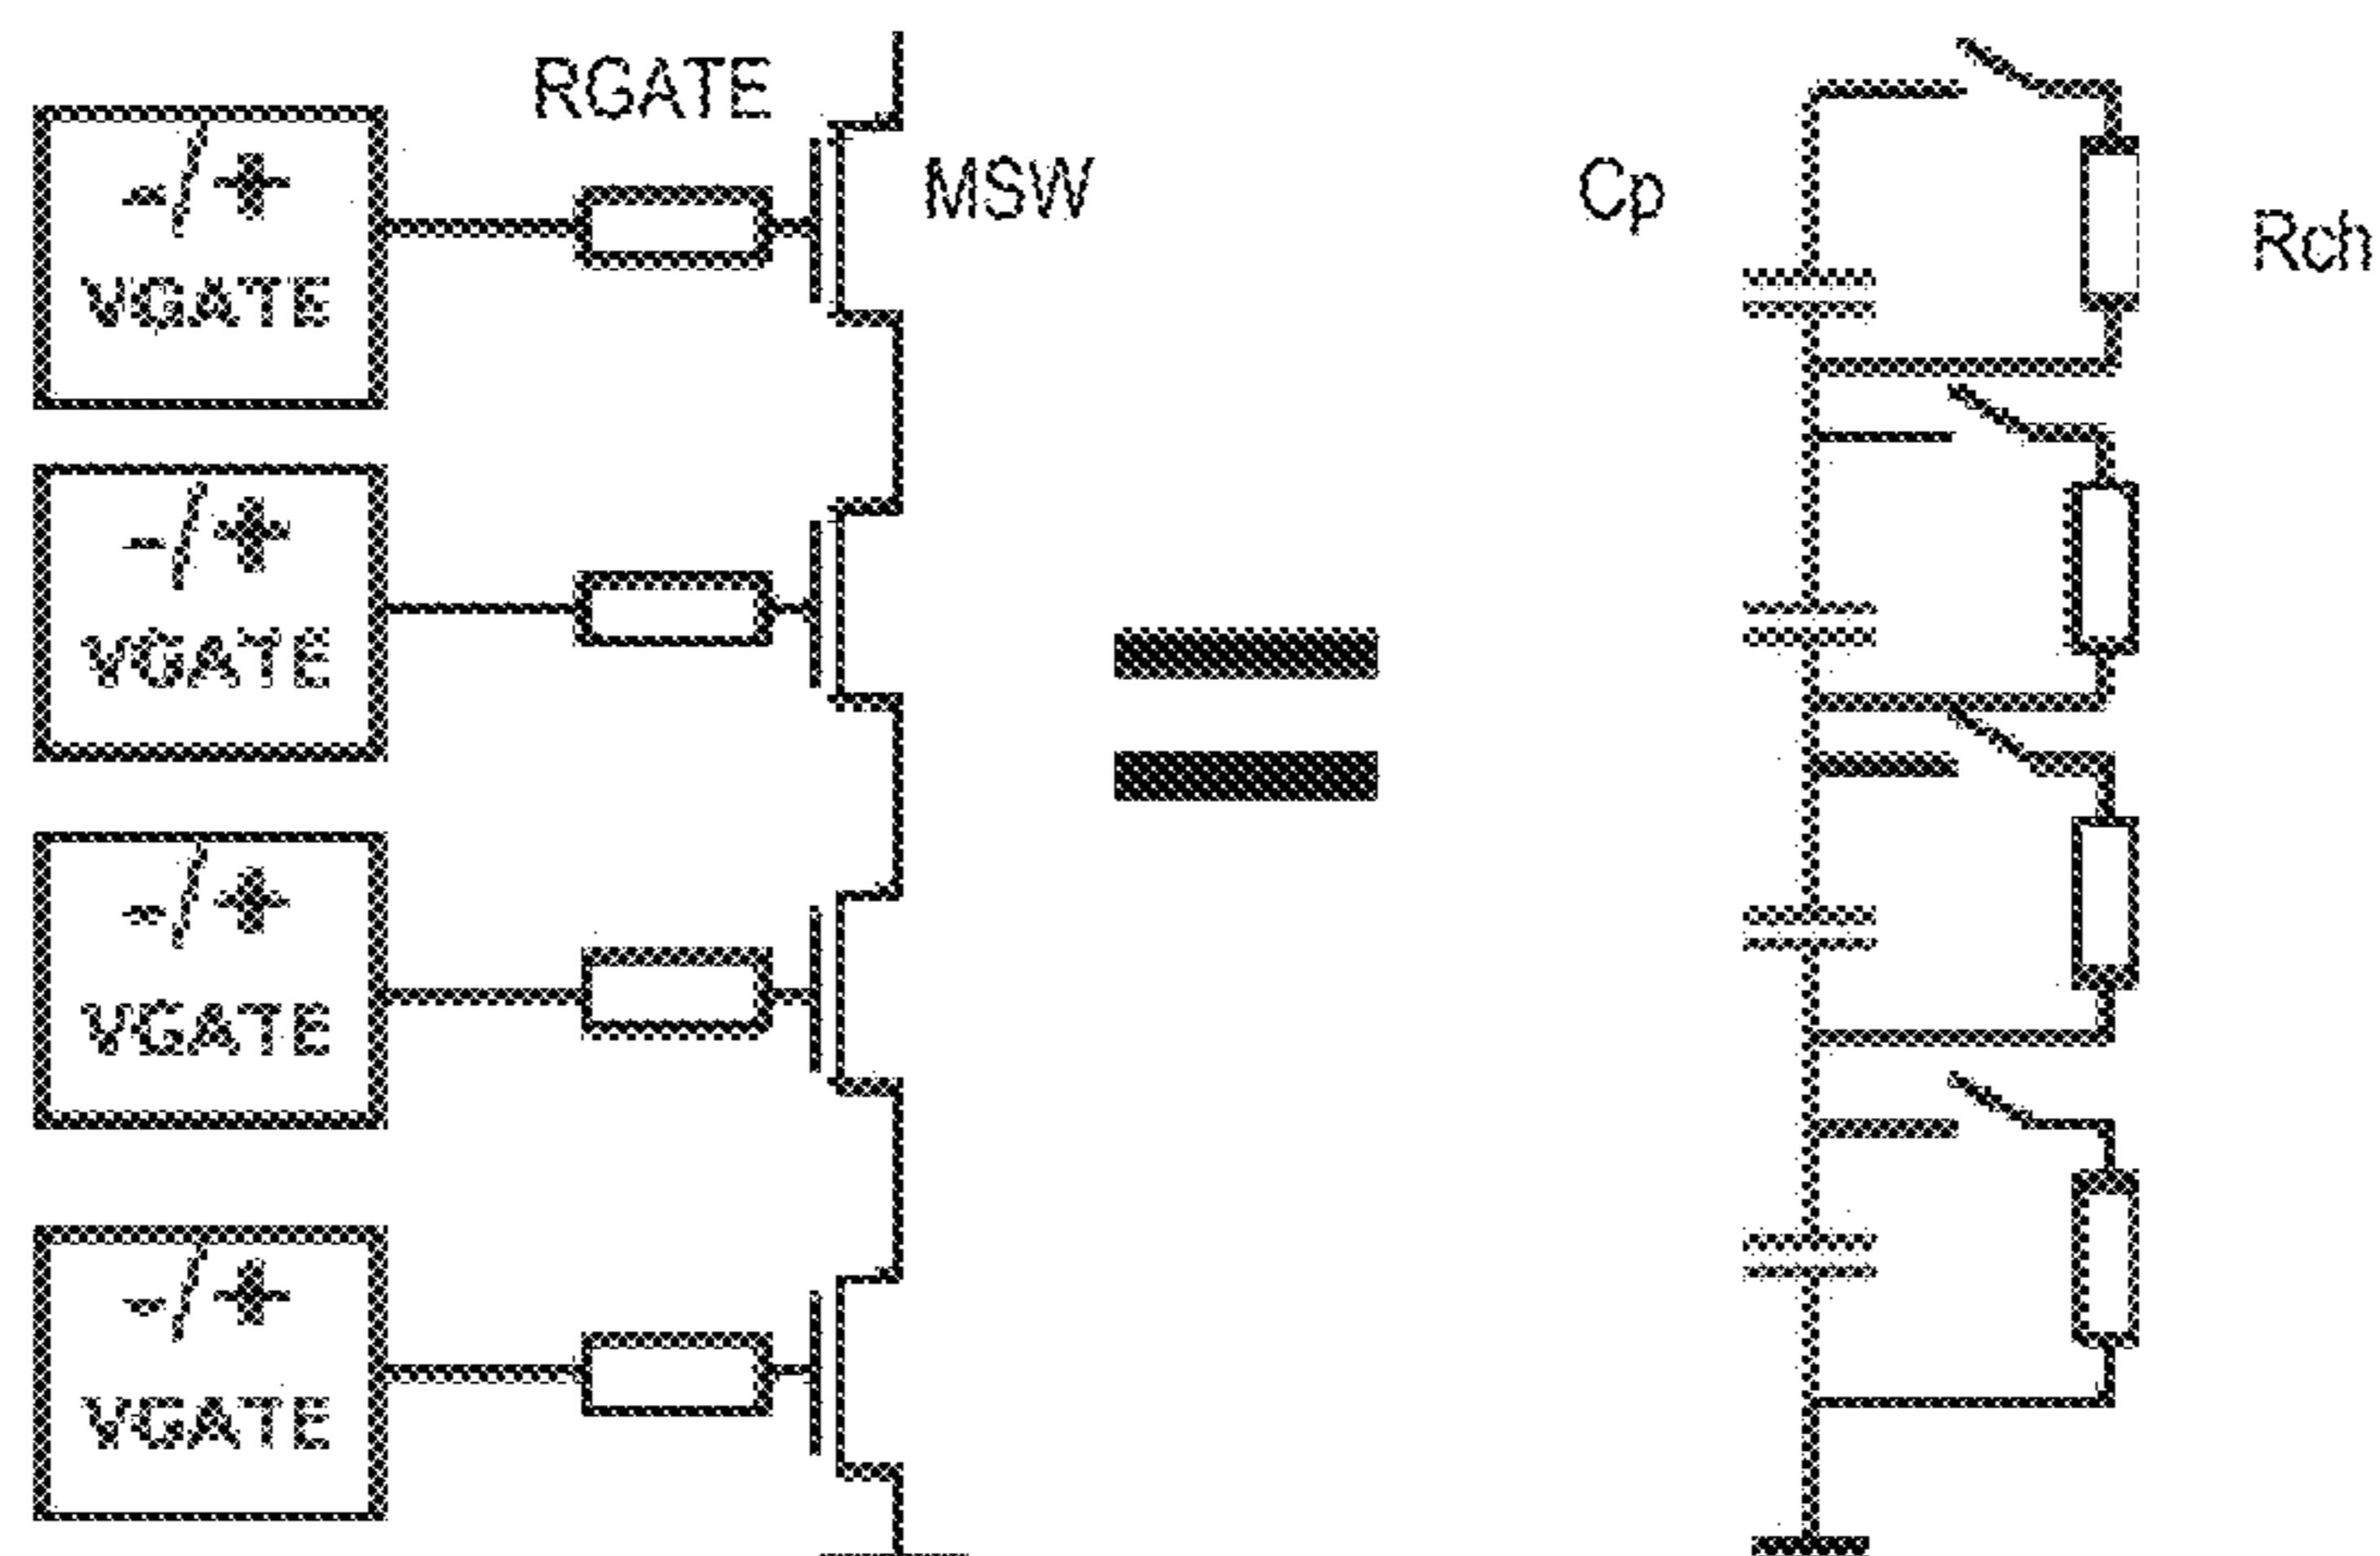 RGATE
MSW
-/+
VGATE
-/+
VGATE
-/+
VGATE
-/+
VGATE
Cp
Rch